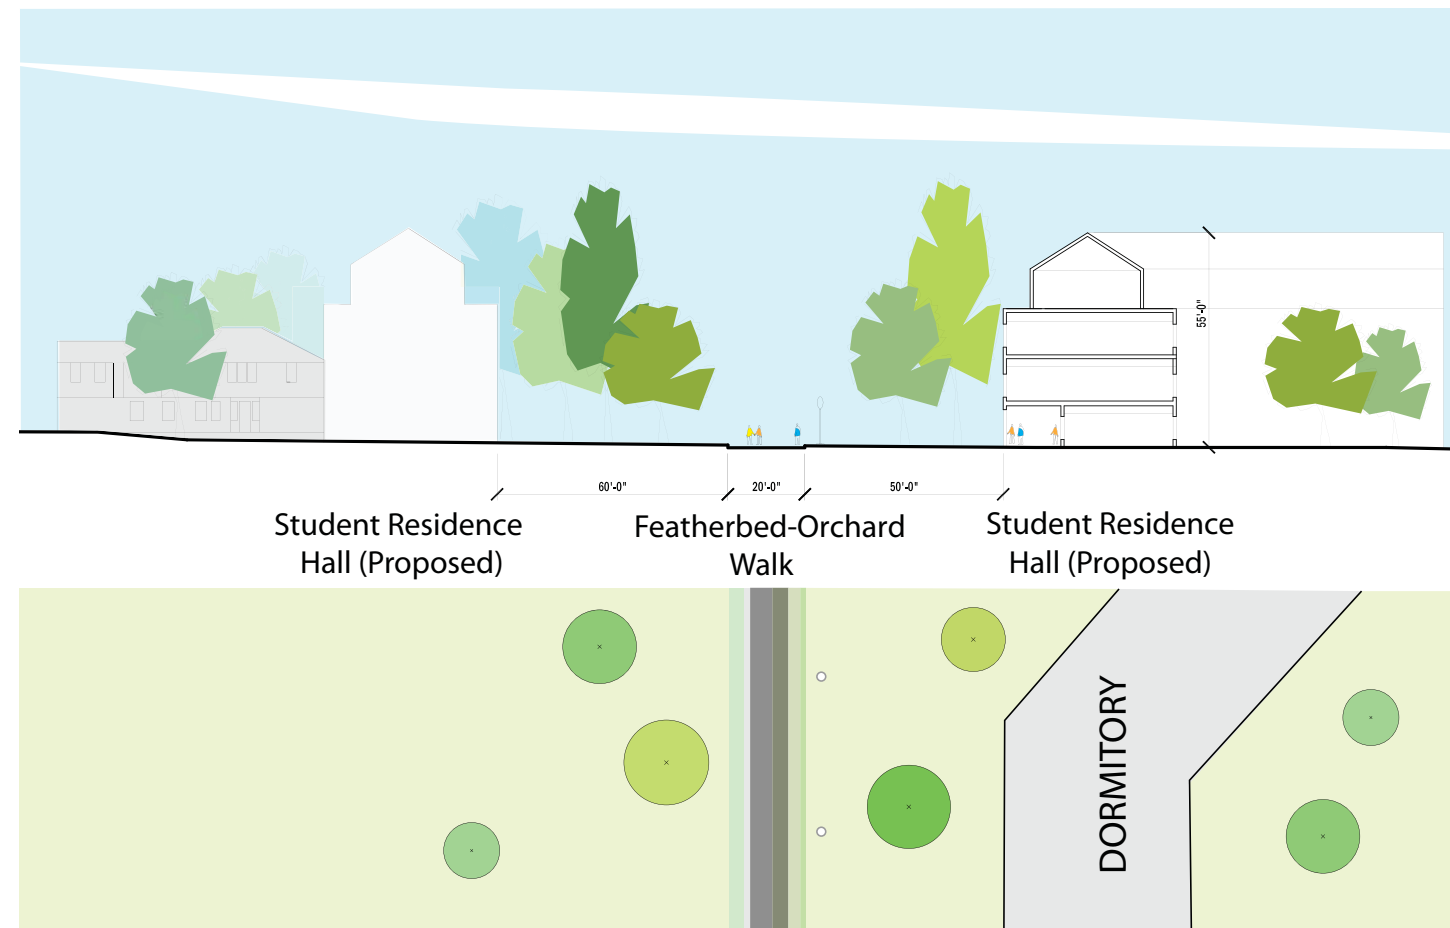 55'-0"
60'-0"
20'-0"
50'-0"
Student Residence
Hall (Proposed)
Featherbed-Orchard
Walk
Student Residence
Hall (Proposed)
DORMITORY